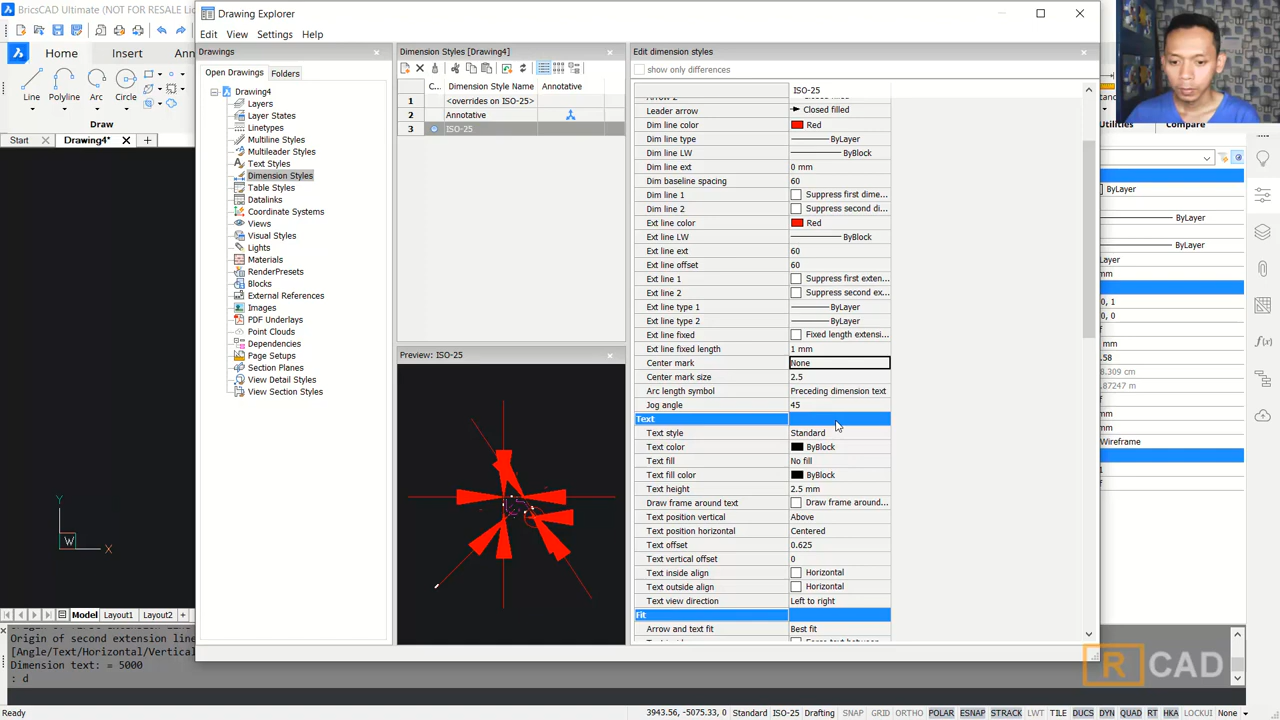 BricsCAD Ultimate (NOT FOR RESALE Li
Home
Insert
Ann
Line
Polyline
Arc
Circle
Draw
Start
Drawing4*
Drawing Explorer
Edit View Settings Help
Drawings
Open Drawings Folders
Drawing4
Layers
Layer States
Linetypes
Multiline Styles
Multileader Styles
Text Styles
Dimension Styles
Table Styles
Datalinks
Coordinate Systems
Views
Visual Styles
Lights
Materials
RenderPresets
Blocks
External References
Images
PDF Underlays
Point Clouds
Dependencies
Page Setups
View Detail Styles
View Section Styles
Dimension Styles [Drawing4]
C... Dimension Style Name Annotative
1 <overrides on ISO-25>
2 Annotative
3 ISO-25
Preview: ISO-25
Edit dimension styles
show only differences
ISO-25
Leader arrow Closed filled
Dim line color Red
Dim line type ByLayer
Dim line LW ByBlock
Dim line ext 0 mm
Dim baseline spacing 60
Dim line 1 Suppress first dime...
Dim line 2 Suppress second di...
Ext line color Red
Ext line LW ByBlock
Ext line ext 60
Ext line offset 60
Ext line 1 Suppress first exten...
Ext line 2 Suppress second ex...
Ext line type 1 ByLayer
Ext line type 2 ByLayer
Ext line fixed Fixed length extensi...
Ext line fixed length 1 mm
Center mark None
Center mark size 2.5
Arc length symbol Preceding dimension text
Jog angle 45
Text
Text style Standard
Text color ByBlock
Text fill No fill
Text fill color ByBlock
Text height 2.5 mm
Draw frame around text Draw frame around...
Text position vertical Above
Text position horizontal Centered
Text offset 0.625
Text vertical offset 0
Text inside align Horizontal
Text outside align Horizontal
Text view direction Left to right
Fit
Arrow and text fit Best fit
Utilities
Compare
ByLayer
ByLayer
ByLayer
Layer
mm
0, 1
0, 0
f
mm
.58
8.309 cm
.87247 m
f
mm
mm
Wireframe
Y
W
X
Model Layout1 Layout2 +
Origin of second extension line
[Angle/Text/Horizontal/Vertical
Dimension text: = 5000
: d
Ready
3943.56, -5075.33, 0 Standard ISO-25 Drafting SNAP GRID ORTHO POLAR ESNAP STRACK LWT TILE DUCS DYN QUAD RT HKA LOCKUI None
R CAD